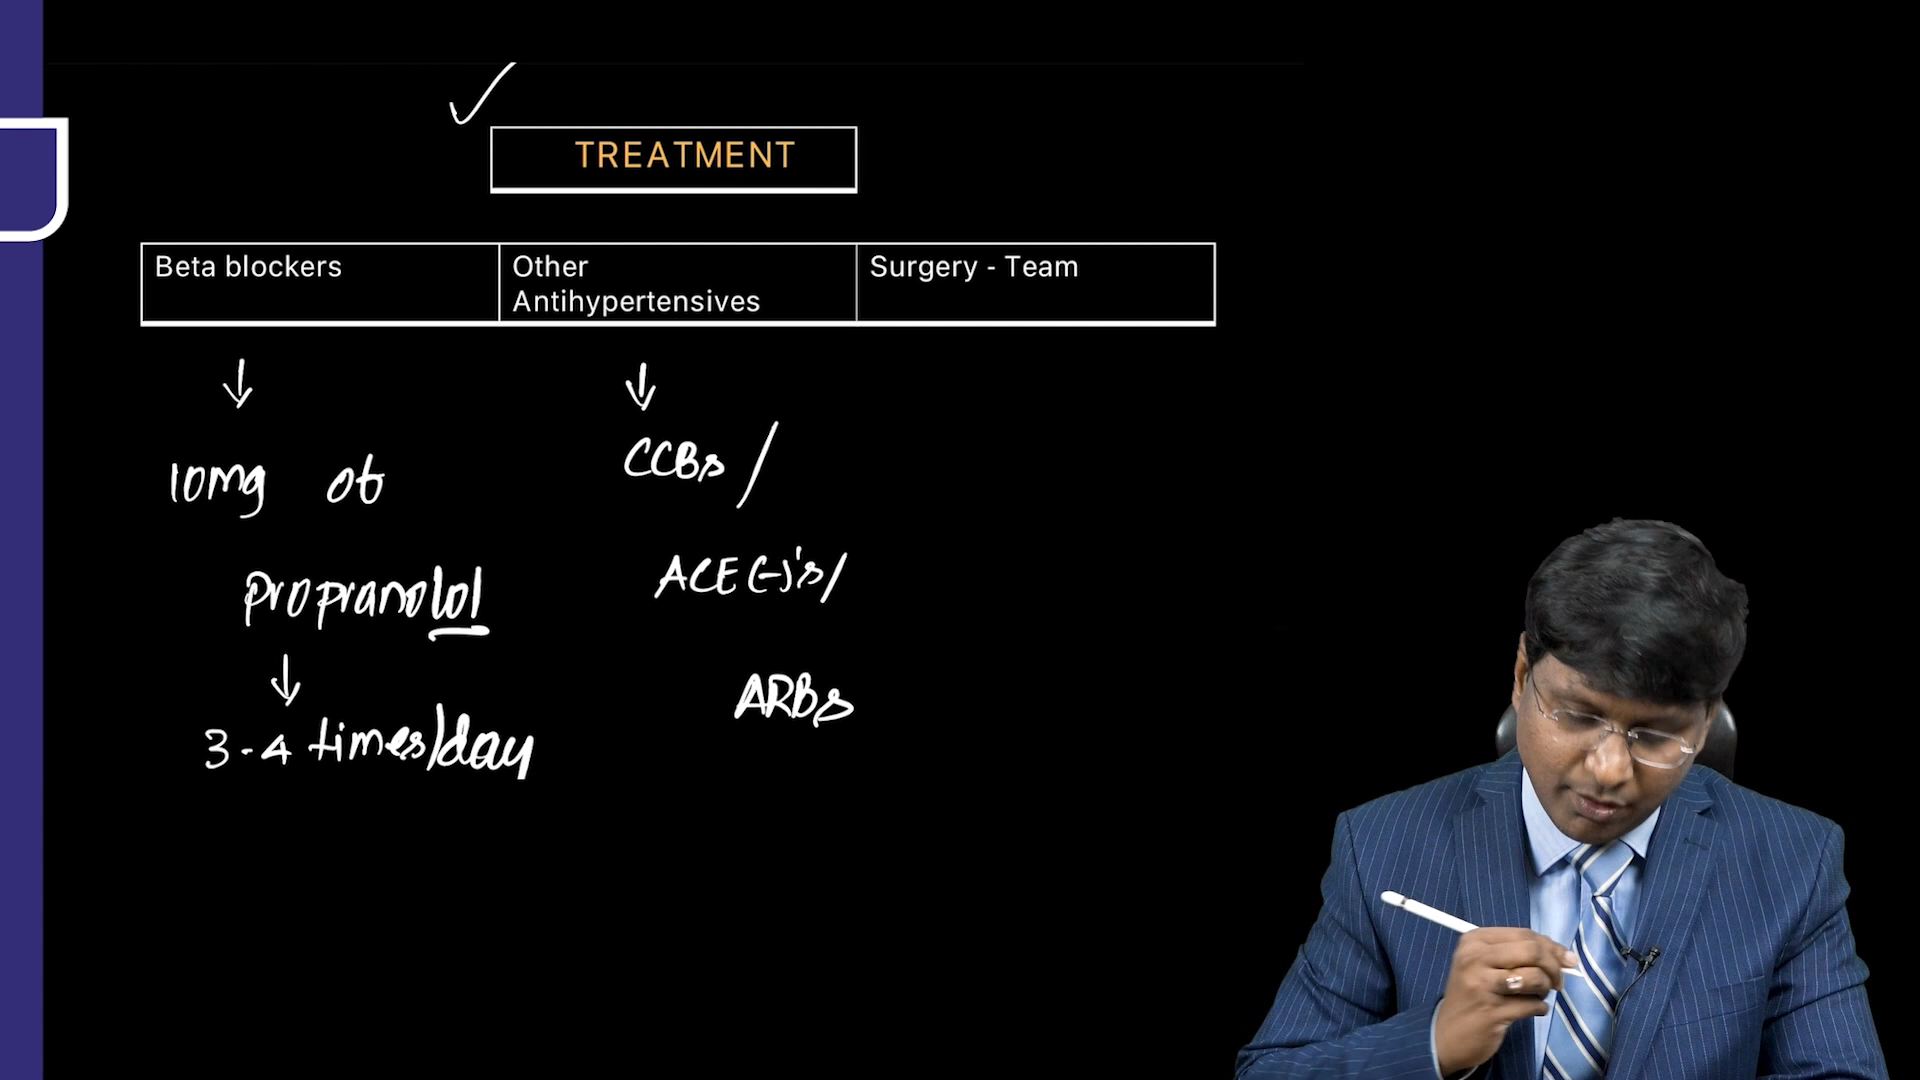 TREATMENT
Beta blockers
Other
Antihypertensives
Surgery - Team
10mg of
propranolol
3-4 times/day
CCBs /
ACE(-)'s/
ARBs